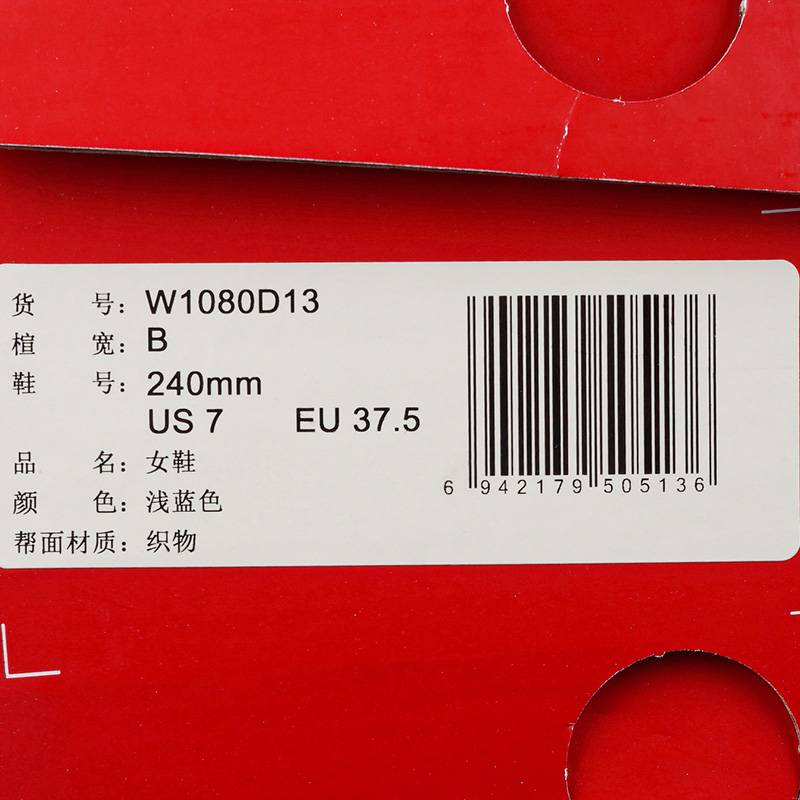 货 号：W1080D13
楦 宽：B
鞋 号：240mm
US 7 EU 37.5
品 名：女鞋
颜 色：浅蓝色
帮面材质：织物
6 942179 505136